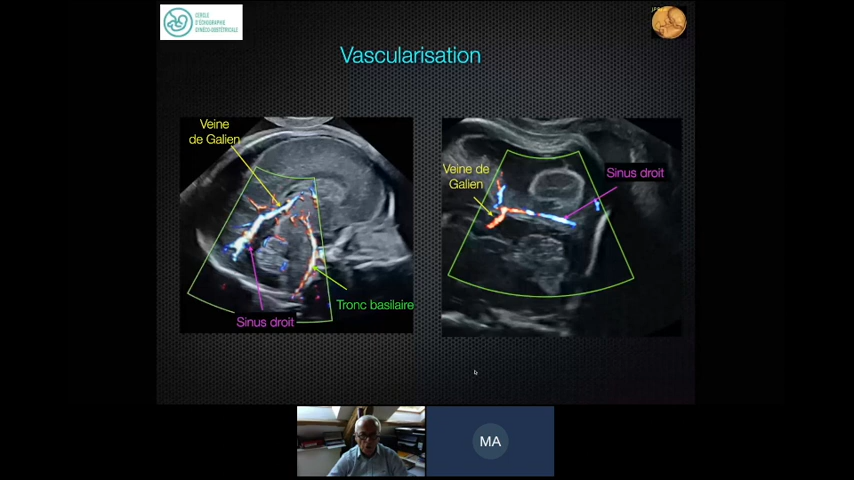 CERCLE
D'ÉCHOGRAPHIE
GYNÉCO-OBSTÉTRICALE
Vascularisation
Veine
de Galien
Tronc basilaire
Sinus droit
Veine de
Galien
Sinus droit
MA